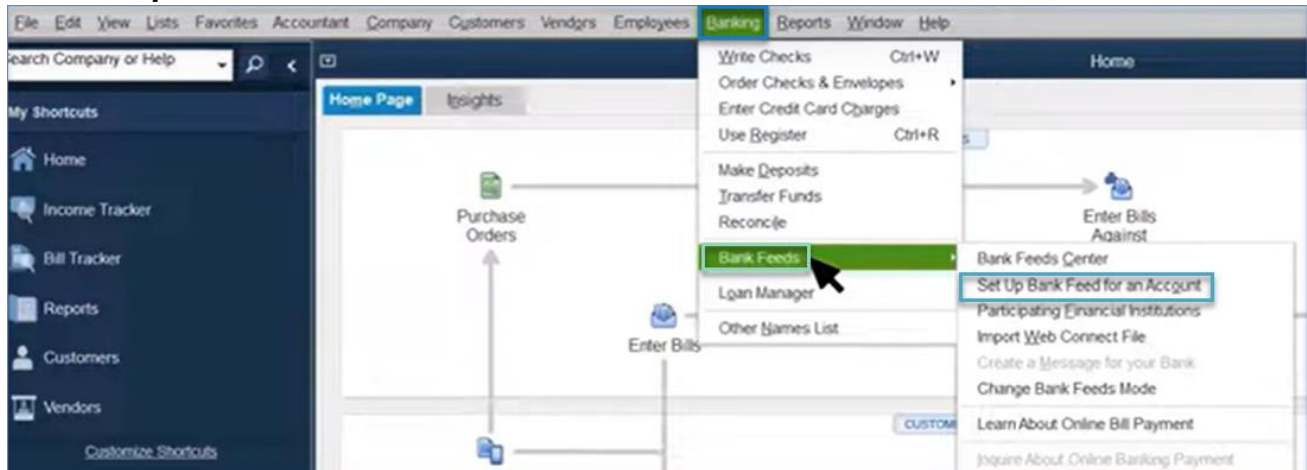 File Edit View Lists Favorites Accountant Company Customers Vendors Employees Banking Reports Window Help
Search Company or Help
Home
My Shortcuts
Home
Income Tracker
Bill Tracker
Reports
Customers
Vendors
Customize Shortcuts
Home Page Insights
Purchase
Orders
Enter Bills
Enter Bills
Against
CUSTOM
Write Checks Ctrl+W
Order Checks & Envelopes
Enter Credit Card Charges
Use Register Ctrl+R
Make Deposits
Transfer Funds
Reconcile
Bank Feeds
Loan Manager
Other Names List
Bank Feeds Center
Set Up Bank Feed for an Account
Participating Financial Institutions
Import Web Connect File
Create a Message for your Bank
Change Bank Feeds Mode
Learn About Online Bill Payment
Inquire About Online Banking Payment